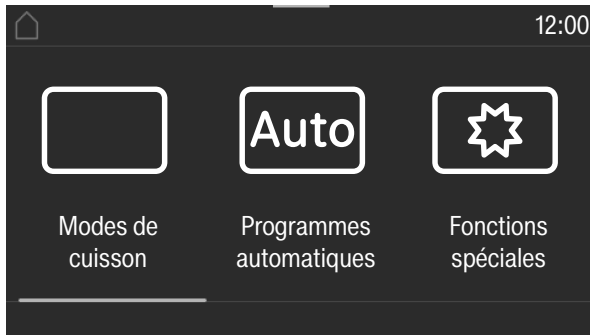 12:00
Auto
Modes de
cuisson
Programmes
automatiques
Fonctions
spéciales